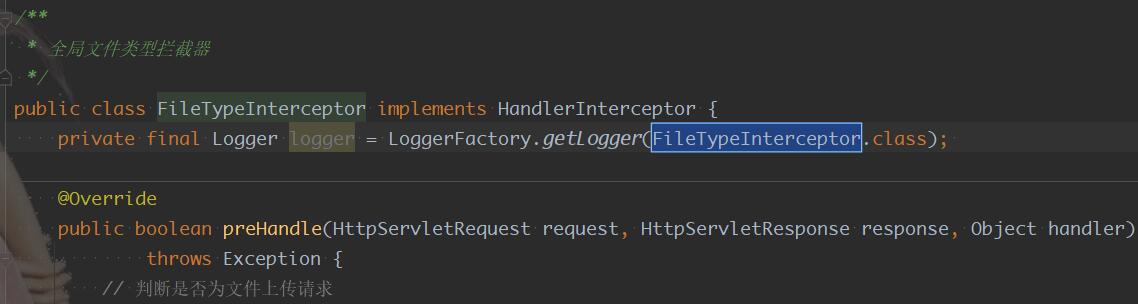 /**
* 全局文件类型拦截器
*/
public class FileTypeInterceptor implements HandlerInterceptor {
private final Logger logger = LoggerFactory.getLogger(FileTypeInterceptor.class);
@Override
public boolean preHandle(HttpServletRequest request, HttpServletResponse response, Object handler)
throws Exception {
// 判断是否为文件上传请求